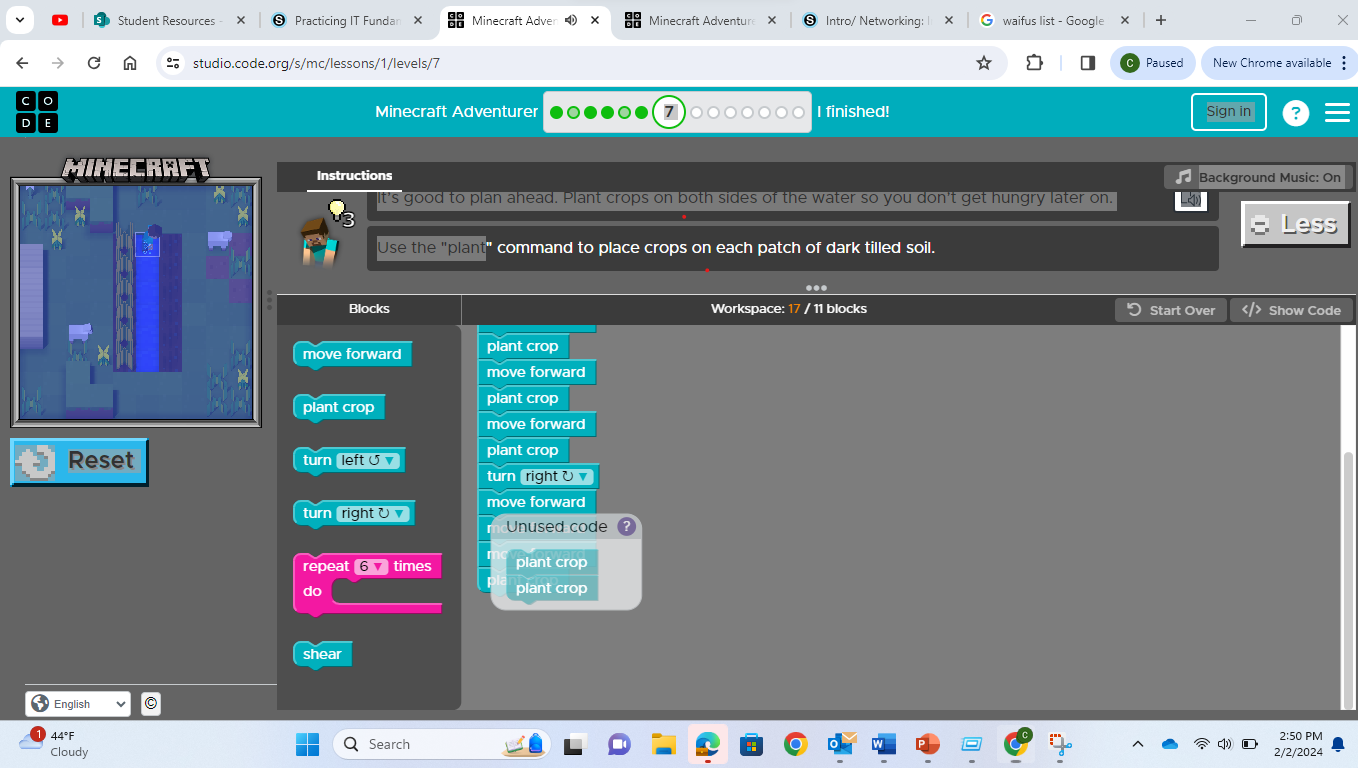 Student Resources -
Practicing IT Fundan
Minecraft Adver
Minecraft Adventure
Intro/ Networking: I
waifus list - Google
studio.code.org/s/mc/lessons/1/levels/7
C
Paused
New Chrome available
C O
D E
Minecraft Adventurer
7
I finished!
Sign in
?
MINECRAFT
Instructions
Background Music: On
3
It's good to plan ahead. Plant crops on both sides of the water so you don't get hungry later on.
Use the "plant" command to place crops on each patch of dark tilled soil.
Less
Blocks
Workspace: 17 / 11 blocks
Start Over
</> Show Code
move forward
plant crop
turn left ↺ ▼
turn right ↻ ▼
repeat 6 ▼ times
do
shear
plant crop
move forward
plant crop
move forward
plant crop
turn right ↻ ▼
move forward
Unused code ?
plant crop
plant crop
Reset
English
©
1
44°F
Cloudy
Search
C
2:50 PM
2/2/2024